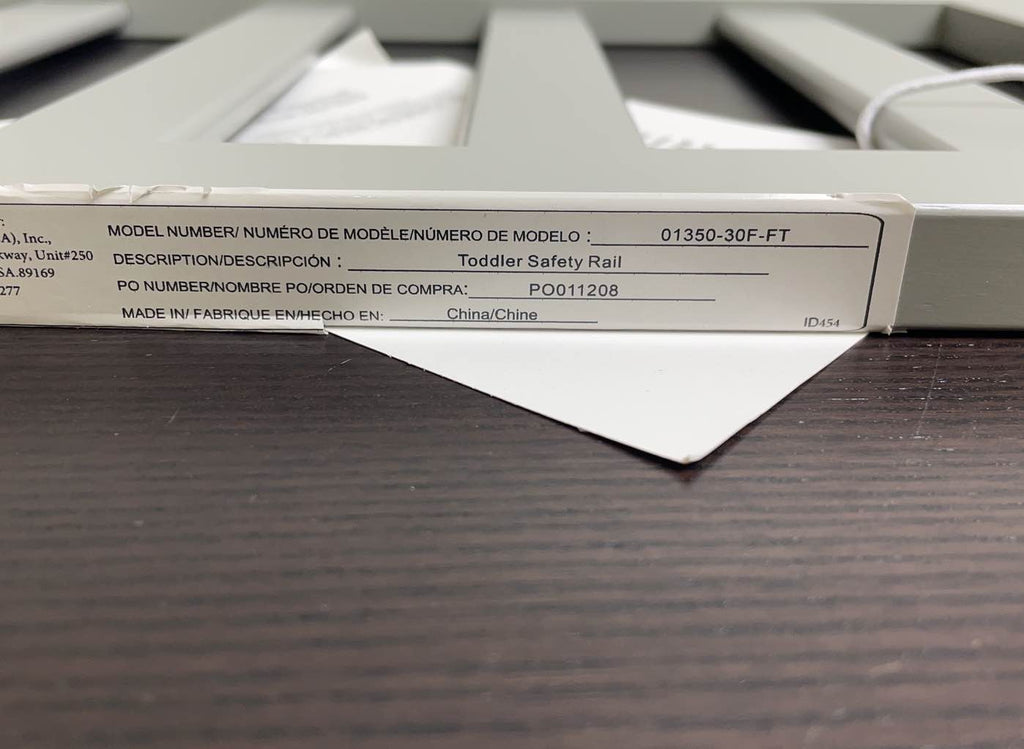 A), Inc.,
kway, Unit#250
SA.89169
277
MODEL NUMBER/ NUMÉRO DE MODÈLE/NÚMERO DE MODELO : 01350-30F-FT
DESCRIPTION/DESCRIPCIÓN : Toddler Safety Rail
PO NUMBER/NOMBRE PO/ORDEN DE COMPRA: PO011208
MADE IN/ FABRIQUE EN/HECHO EN: China/Chine
ID454